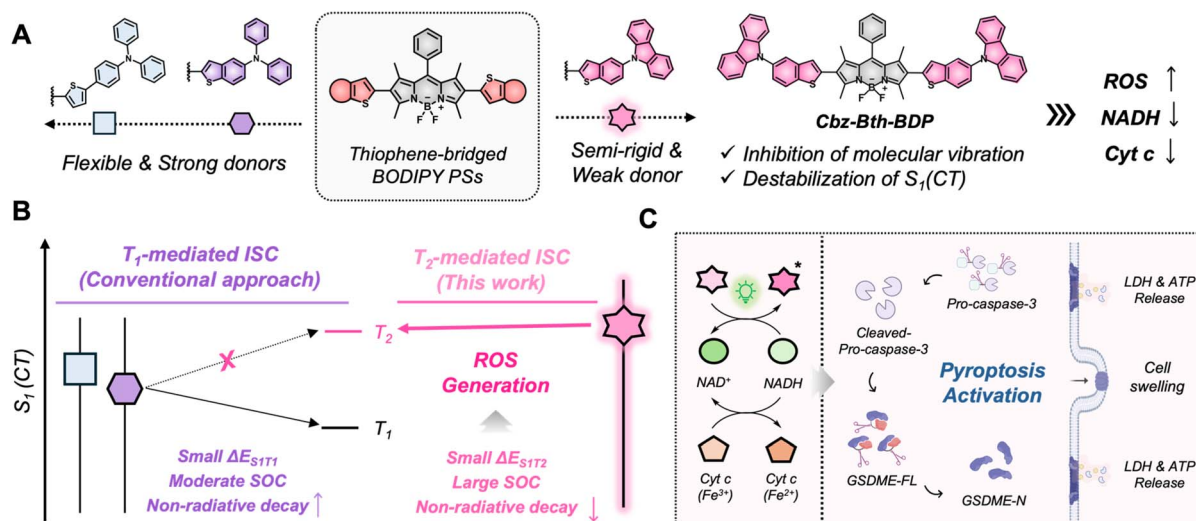 A
S
N
S
N
Flexible & Strong donors
S
N N
B
F F
S
Thiophene-bridged
BODIPY PSs
S
N
Semi-rigid &
Weak donor
N
S
N N
B
F F
S
N
Cbz-Bth-BDP
✓ Inhibition of molecular vibration
✓ Destabilization of S1(CT)
ROS ↑
NADH ↓
Cyt c ↓
B
S1 (CT)
T1-mediated ISC
(Conventional approach)
T2-mediated ISC
(This work)
T2
X
ROS
Generation
T1
Small ΔES1T1
Moderate SOC
Non-radiative decay ↑
Small ΔES1T2
Large SOC
Non-radiative decay ↓
C
*
NAD+
NADH
Cyt c
(Fe3+)
Cyt c
(Fe2+)
Pro-caspase-3
Cleaved-
Pro-caspase-3
Pyroptosis
Activation
GSDME-FL
GSDME-N
LDH & ATP
Release
Cell
swelling
LDH & ATP
Release